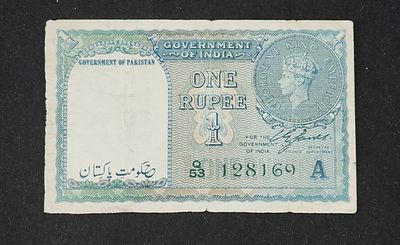 GOVERNMENT OF INDIA
GOVERNMENT OF PAKISTAN
GEORGE VI KING EMPEROR
ONE
RUPEE
1
FOR THE
GOVERNMENT
OF INDIA.
SECRETARY
Q/53 128169 A
حکومت پاکستان